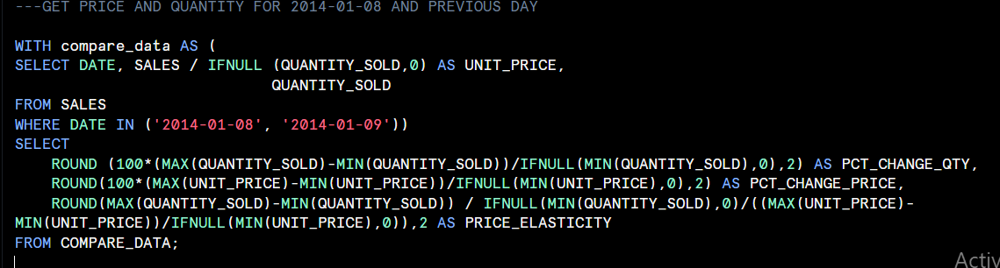 ---GET PRICE AND QUANTITY FOR 2014-01-08 AND PREVIOUS DAY
WITH compare_data AS (
SELECT DATE, SALES / IFNULL (QUANTITY_SOLD,0) AS UNIT_PRICE,
QUANTITY_SOLD
FROM SALES
WHERE DATE IN ('2014-01-08', '2014-01-09'))
SELECT
ROUND (100*(MAX(QUANTITY_SOLD)-MIN(QUANTITY_SOLD))/IFNULL(MIN(QUANTITY_SOLD),0),2) AS PCT_CHANGE_QTY,
ROUND(100*(MAX(UNIT_PRICE)-MIN(UNIT_PRICE))/IFNULL(MIN(UNIT_PRICE),0),2) AS PCT_CHANGE_PRICE,
ROUND(MAX(QUANTITY_SOLD)-MIN(QUANTITY_SOLD)) / IFNULL(MIN(QUANTITY_SOLD),0)/((MAX(UNIT_PRICE)-
MIN(UNIT_PRICE))/IFNULL(MIN(UNIT_PRICE),0)),2 AS PRICE_ELASTICITY
FROM COMPARE_DATA;
Activ